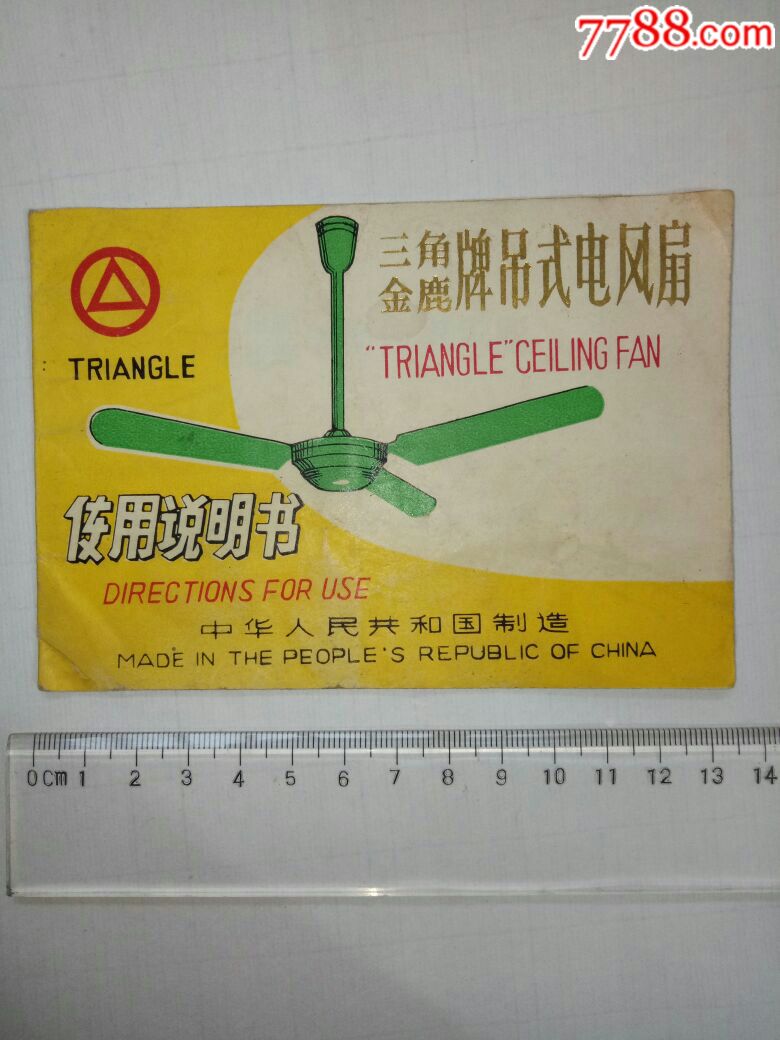 7788.com
三角
金鹿
牌吊式电风扇
"TRIANGLE" CEILING FAN
TRIANGLE
使用说明书
DIRECTIONS FOR USE
中华人民共和国制造
MADE IN THE PEOPLE'S REPUBLIC OF CHINA
0cm 1 2 3 4 5 6 7 8 9 10 11 12 13 14